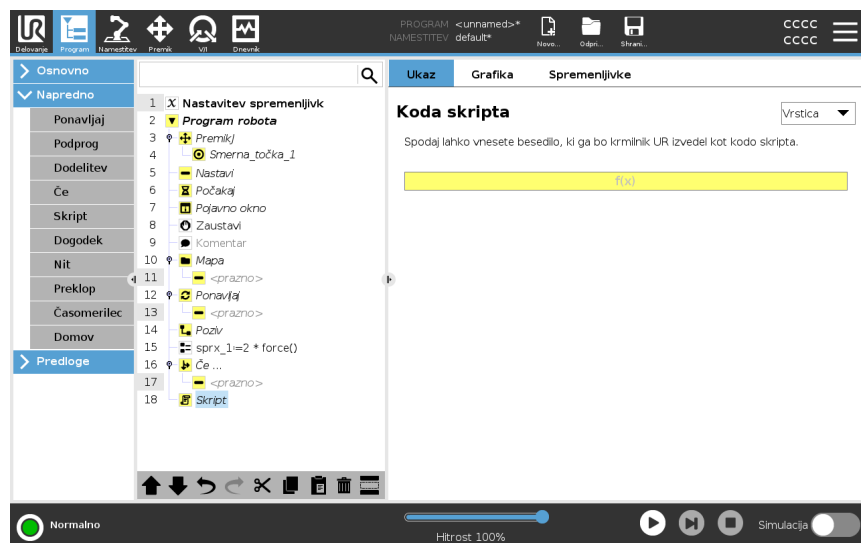 PROGRAM <unnamed>*
NAMESTITEV default*
CCCC
CCCC
Delovanje Program Namestitev Premik V/I Dnevnik Novo... Odpri... Shrani...
Osnovno
Napredno
Ponavljaj
Podprog
Dodelitev
Če
Skript
Dogodek
Nit
Preklop
Časomerilec
Domov
Predloge
1 X Nastavitev spremenljivk
2 Program robota
3 PremikJ
4 Smerna_točka_1
5 Nastavi
6 Počakaj
7 Pojavno okno
8 Zaustavi
9 Komentar
10 Mapa
11 <prazno>
12 Ponavljaj
13 <prazno>
14 Poziv
15 sprx_1≔2 * force()
16 Če ...
17 <prazno>
18 Skript
Ukaz Grafika Spremenljivke
Koda skripta
Vrstica
Spodaj lahko vnesete besedilo, ki ga bo krmilnik UR izvedel kot kodo skripta.
f(x)
Normalno
Hitrost 100%
Simulacija